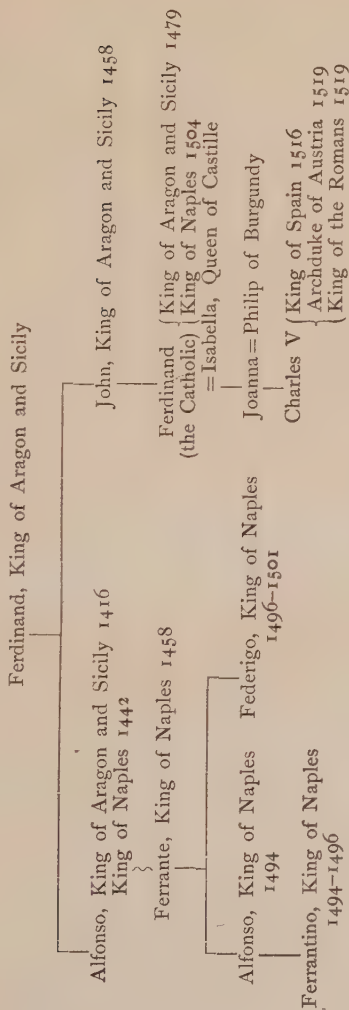 Ferdinand, King of Aragon and Sicily
Alfonso, King of Aragon and Sicily 1416
King of Naples 1442
John, King of Aragon and Sicily 1458
Ferrante, King of Naples 1458
Ferdinand { King of Aragon and Sicily 1479
(the Catholic) { King of Naples 1504
= Isabella, Queen of Castille
Alfonso, King of Naples
1494
Federigo, King of Naples
1496–1501
Joanua = Philip of Burgundy
Ferrantino, King of Naples
1494–1496
Charles V { King of Spain 1516
Archduke of Austria 1519
King of the Romans 1519